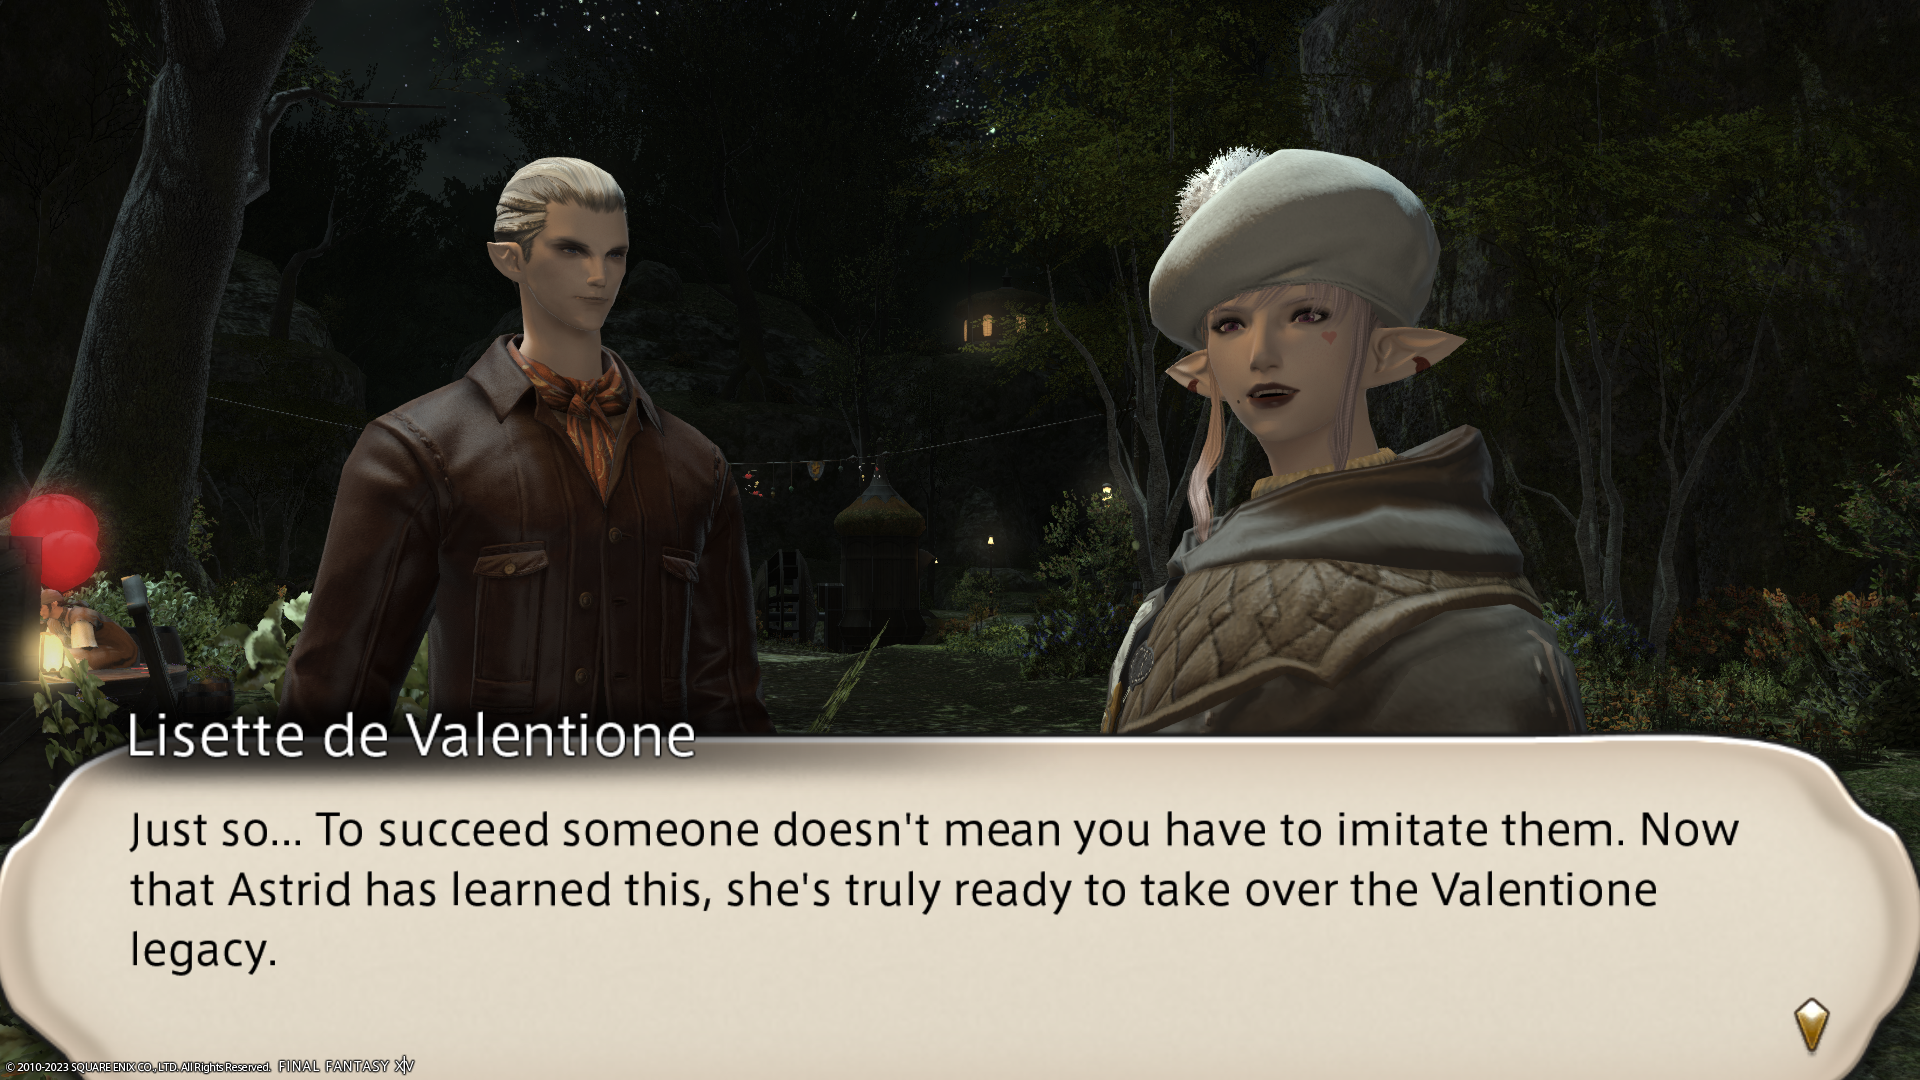 Lisette de Valentione
Just so... To succeed someone doesn't mean you have to imitate them. Now
that Astrid has learned this, she's truly ready to take over the Valentione
legacy.
© 2010-2023 SQUARE ENIX CO., LTD. All Rights Reserved. FINAL FANTASY XIV